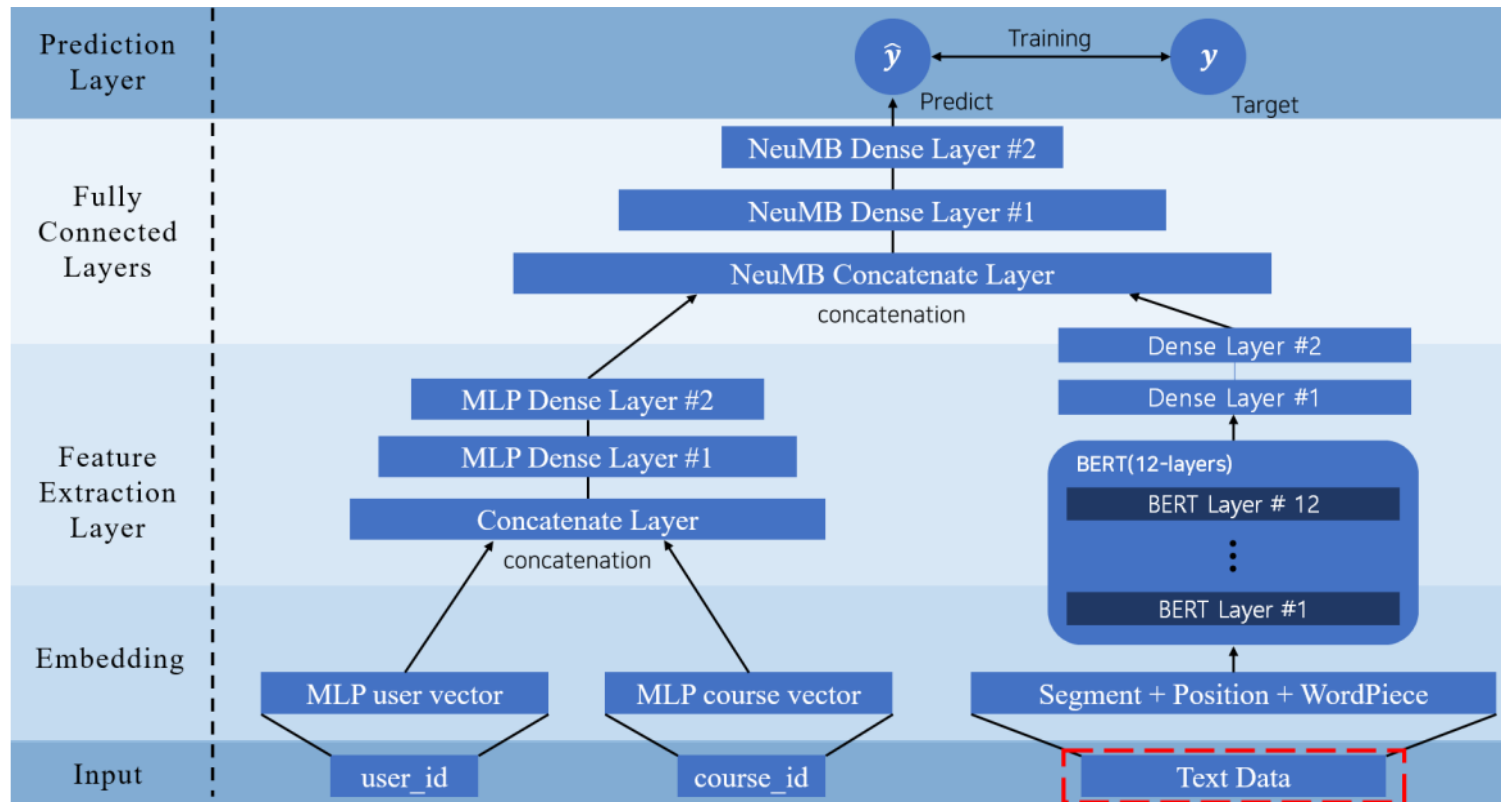 Prediction
Layer
ŷ
Training
y
Predict
Target
Fully
Connected
Layers
NeuMB Dense Layer #2
NeuMB Dense Layer #1
NeuMB Concatenate Layer
concatenation
Dense Layer #2
Dense Layer #1
Feature
Extraction
Layer
MLP Dense Layer #2
MLP Dense Layer #1
Concatenate Layer
concatenation
BERT(12-layers)
BERT Layer # 12
BERT Layer #1
Embedding
MLP user vector
MLP course vector
Segment + Position + WordPiece
Input
user_id
course_id
Text Data